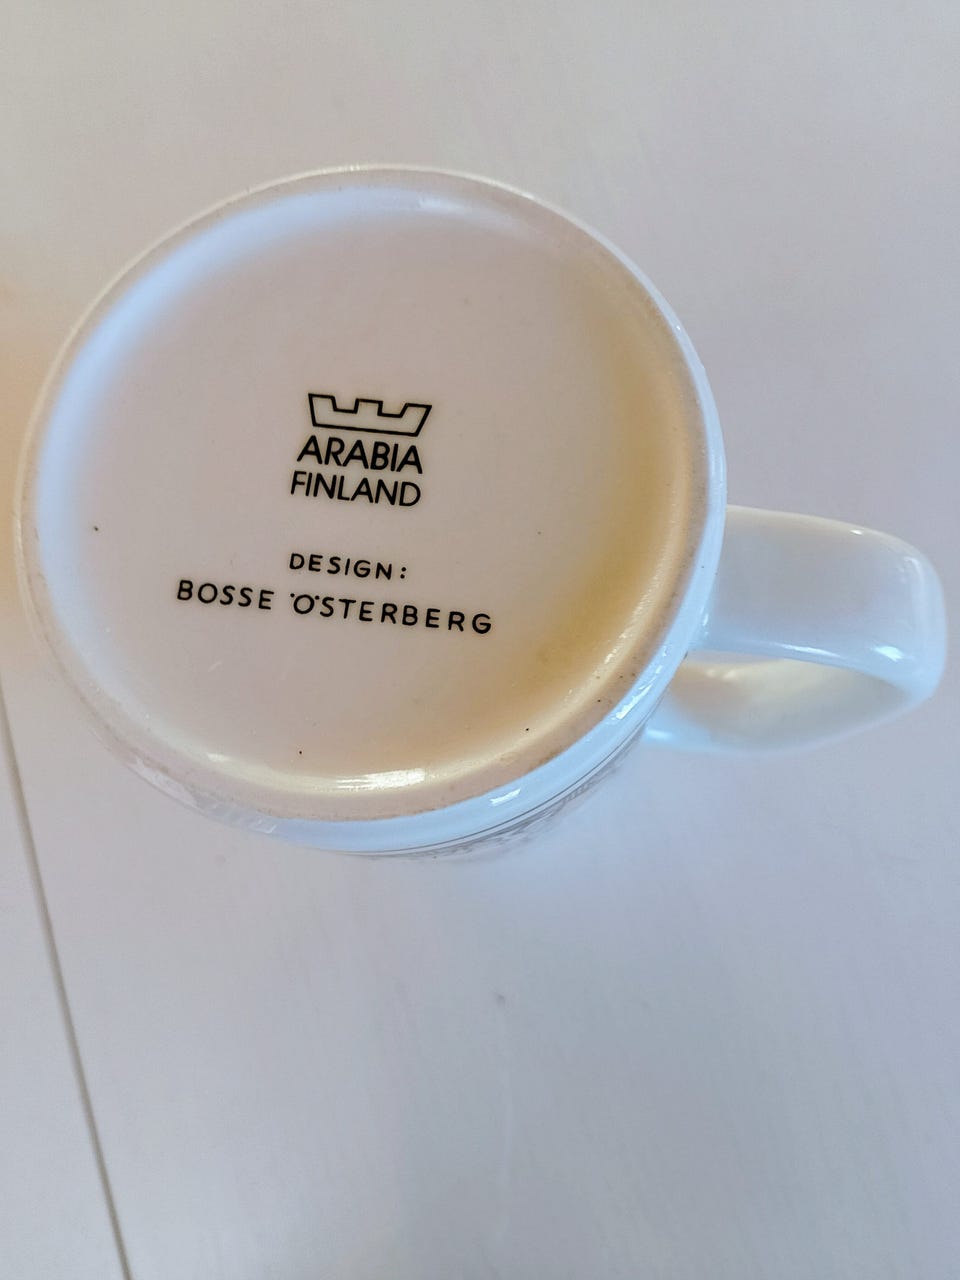 ARABIA
FINLAND
DESIGN:
BOSSE ÖSTERBERG